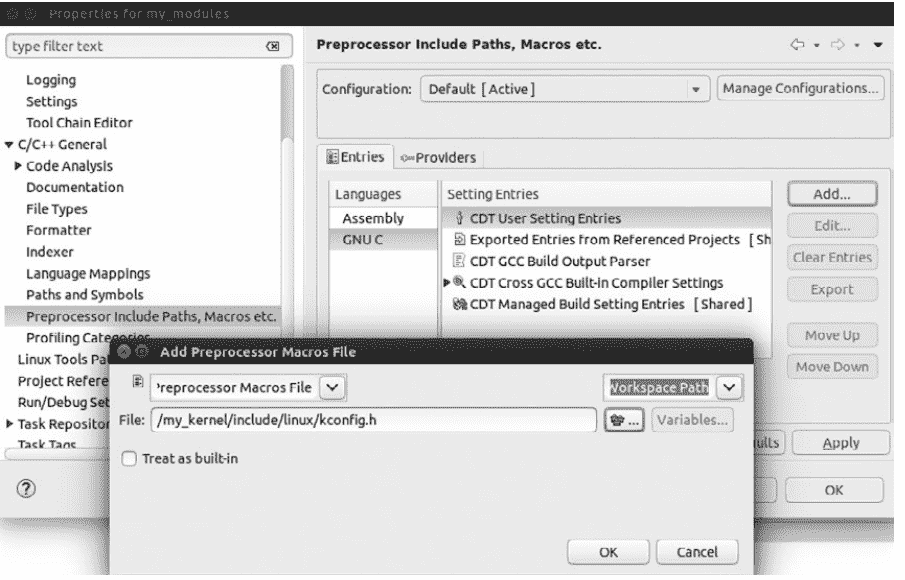 Properties for my_modules
type filter text
Logging
Settings
Tool Chain Editor
C/C++ General
Code Analysis
Documentation
File Types
Formatter
Indexer
Language Mappings
Paths and Symbols
Preprocessor Include Paths, Macros etc.
Profiling Categories
Linux Tools Pa
Project Refere
Run/Debug Set
Task Repositor
Task Tags
Preprocessor Include Paths, Macros etc.
Configuration: Default [Active] Manage Configurations...
Entries Providers
Languages Setting Entries
Assembly
GNU C
CDT User Setting Entries
Exported Entries from Referenced Projects [Sh
CDT GCC Build Output Parser
CDT Cross GCC Built-in Compiler Settings
CDT Managed Build Setting Entries [Shared]
Add...
Edit...
Clear Entries
Export
Move Up
Move Down
ults Apply
OK
Add Preprocessor Macros File
reprocessor Macros File Workspace Path
File: /my_kernel/include/linux/kconfig.h ... Variables...
Treat as built-in
OK Cancel